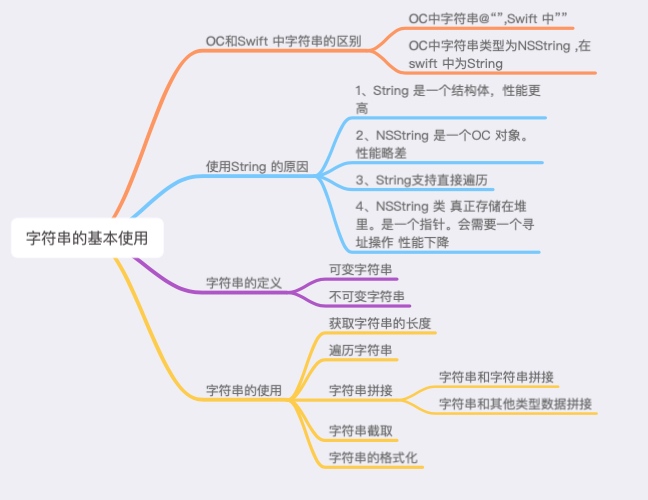 字符串的基本使用
OC和Swift 中字符串的区别
OC中字符串@“”,Swift 中””
OC中字符串类型为NSString ,在
swift 中为String
使用String 的原因
1、String 是一个结构体，性能更
高
2、NSString 是一个OC 对象。
性能略差
3、String支持直接遍历
4、NSString 类 真正存储在堆
里。是一个指针。会需要一个寻
址操作 性能下降
字符串的定义
可变字符串
不可变字符串
字符串的使用
获取字符串的长度
遍历字符串
字符串拼接
字符串和字符串拼接
字符串和其他类型数据拼接
字符串截取
字符串的格式化